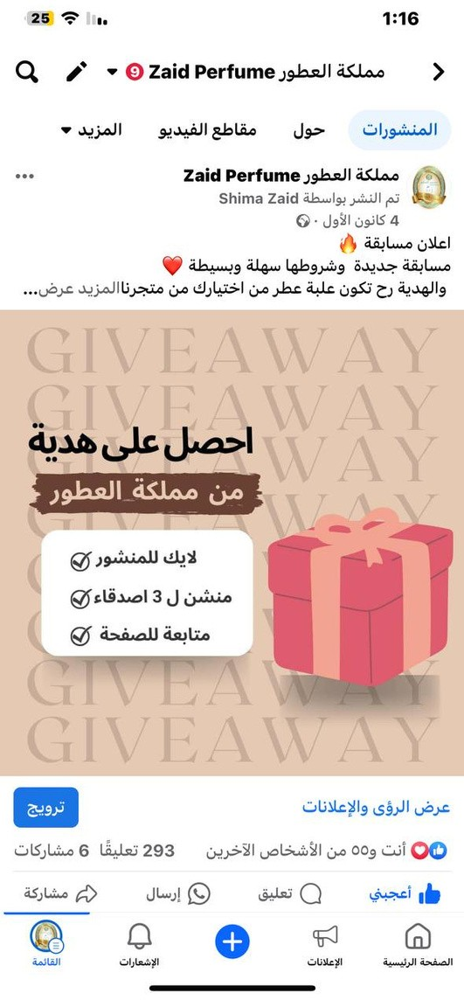 1:16
25
مملكة العطور Zaid Perfume 9
المنشورات
حول
مقاطع الفيديو
المزيد
مملكة العطور Zaid Perfume
تم النشر بواسطة Shima Zaid
4 كانون الأول ·
اعلان مسابقة 🔥
مسابقة جديدة وشروطها سهلة وبسيطة ❤️
والهدية رح تكون علبة عطر من اختيارك من متجرناالمزيد عرض...
GIVEAWAY
GIVEAWAY
GIVEAWAY
احصل على هدية
من مملكة العطور
لايك للمنشور
منشن ل 3 اصدقاء
متابعة للصفحة
GIVEAWAY
GIVEAWAY
عرض الرؤى والإعلانات
ترويج
أنت و٥٥ من الأشخاص الآخرين
293 تعليقًا
6 مشاركات
أعجبني
تعليق
إرسال
مشاركة
الصفحة الرئيسية
الإعلانات
الإشعارات
القائمة